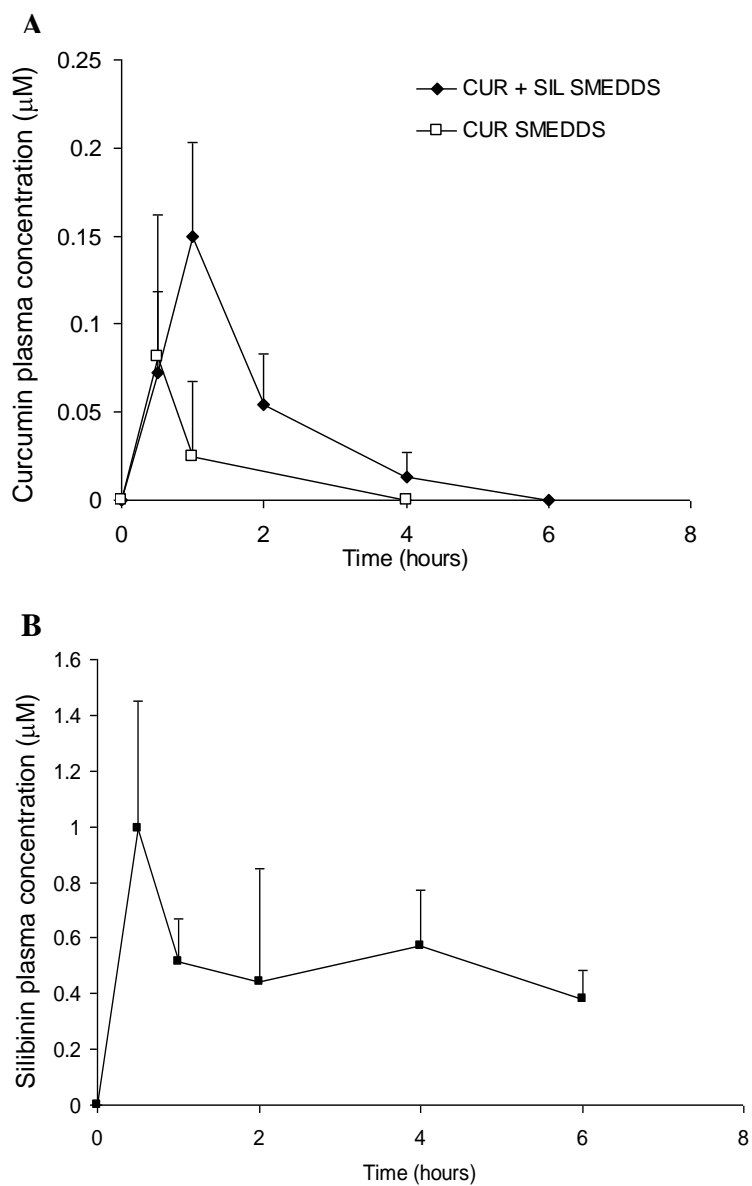 A
Curcumin plasma concentration (μM)
0.25
0.2
0.15
0.1
0.05
0
0 2 4 6 8
Time (hours)
CUR + SIL SMEDDS
CUR SMEDDS
B
Silibinin plasma concentration (μM)
1.6
1.4
1.2
1
0.8
0.6
0.4
0.2
0
0 2 4 6 8
Time (hours)